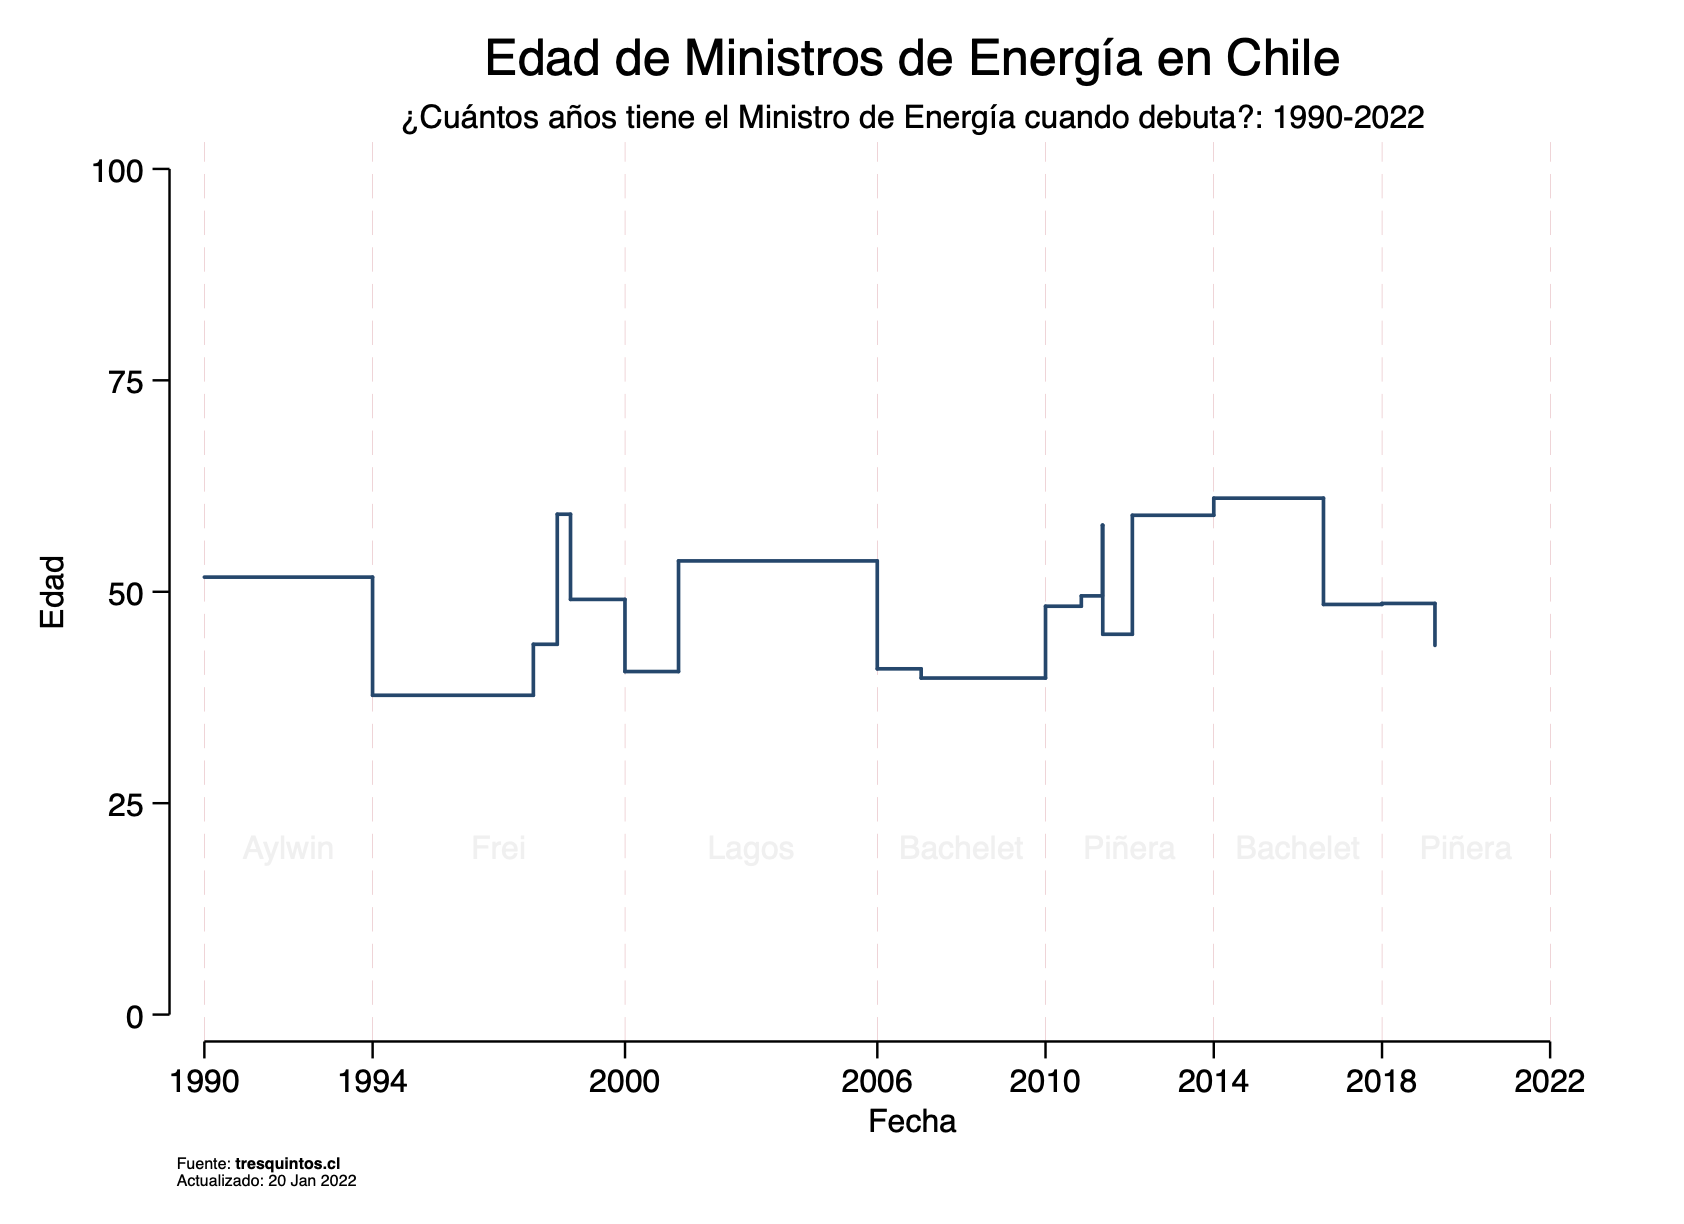 Edad de Ministros de Energía en Chile
¿Cuántos años tiene el Ministro de Energía cuando debuta?: 1990-2022
100
75
50
25
0
Edad
Aylwin Frei Lagos Bachelet Piñera Bachelet Piñera
1990 1994 2000 2006 2010 2014 2018 2022
Fecha
Fuente: tresquintos.cl
Actualizado: 20 Jan 2022